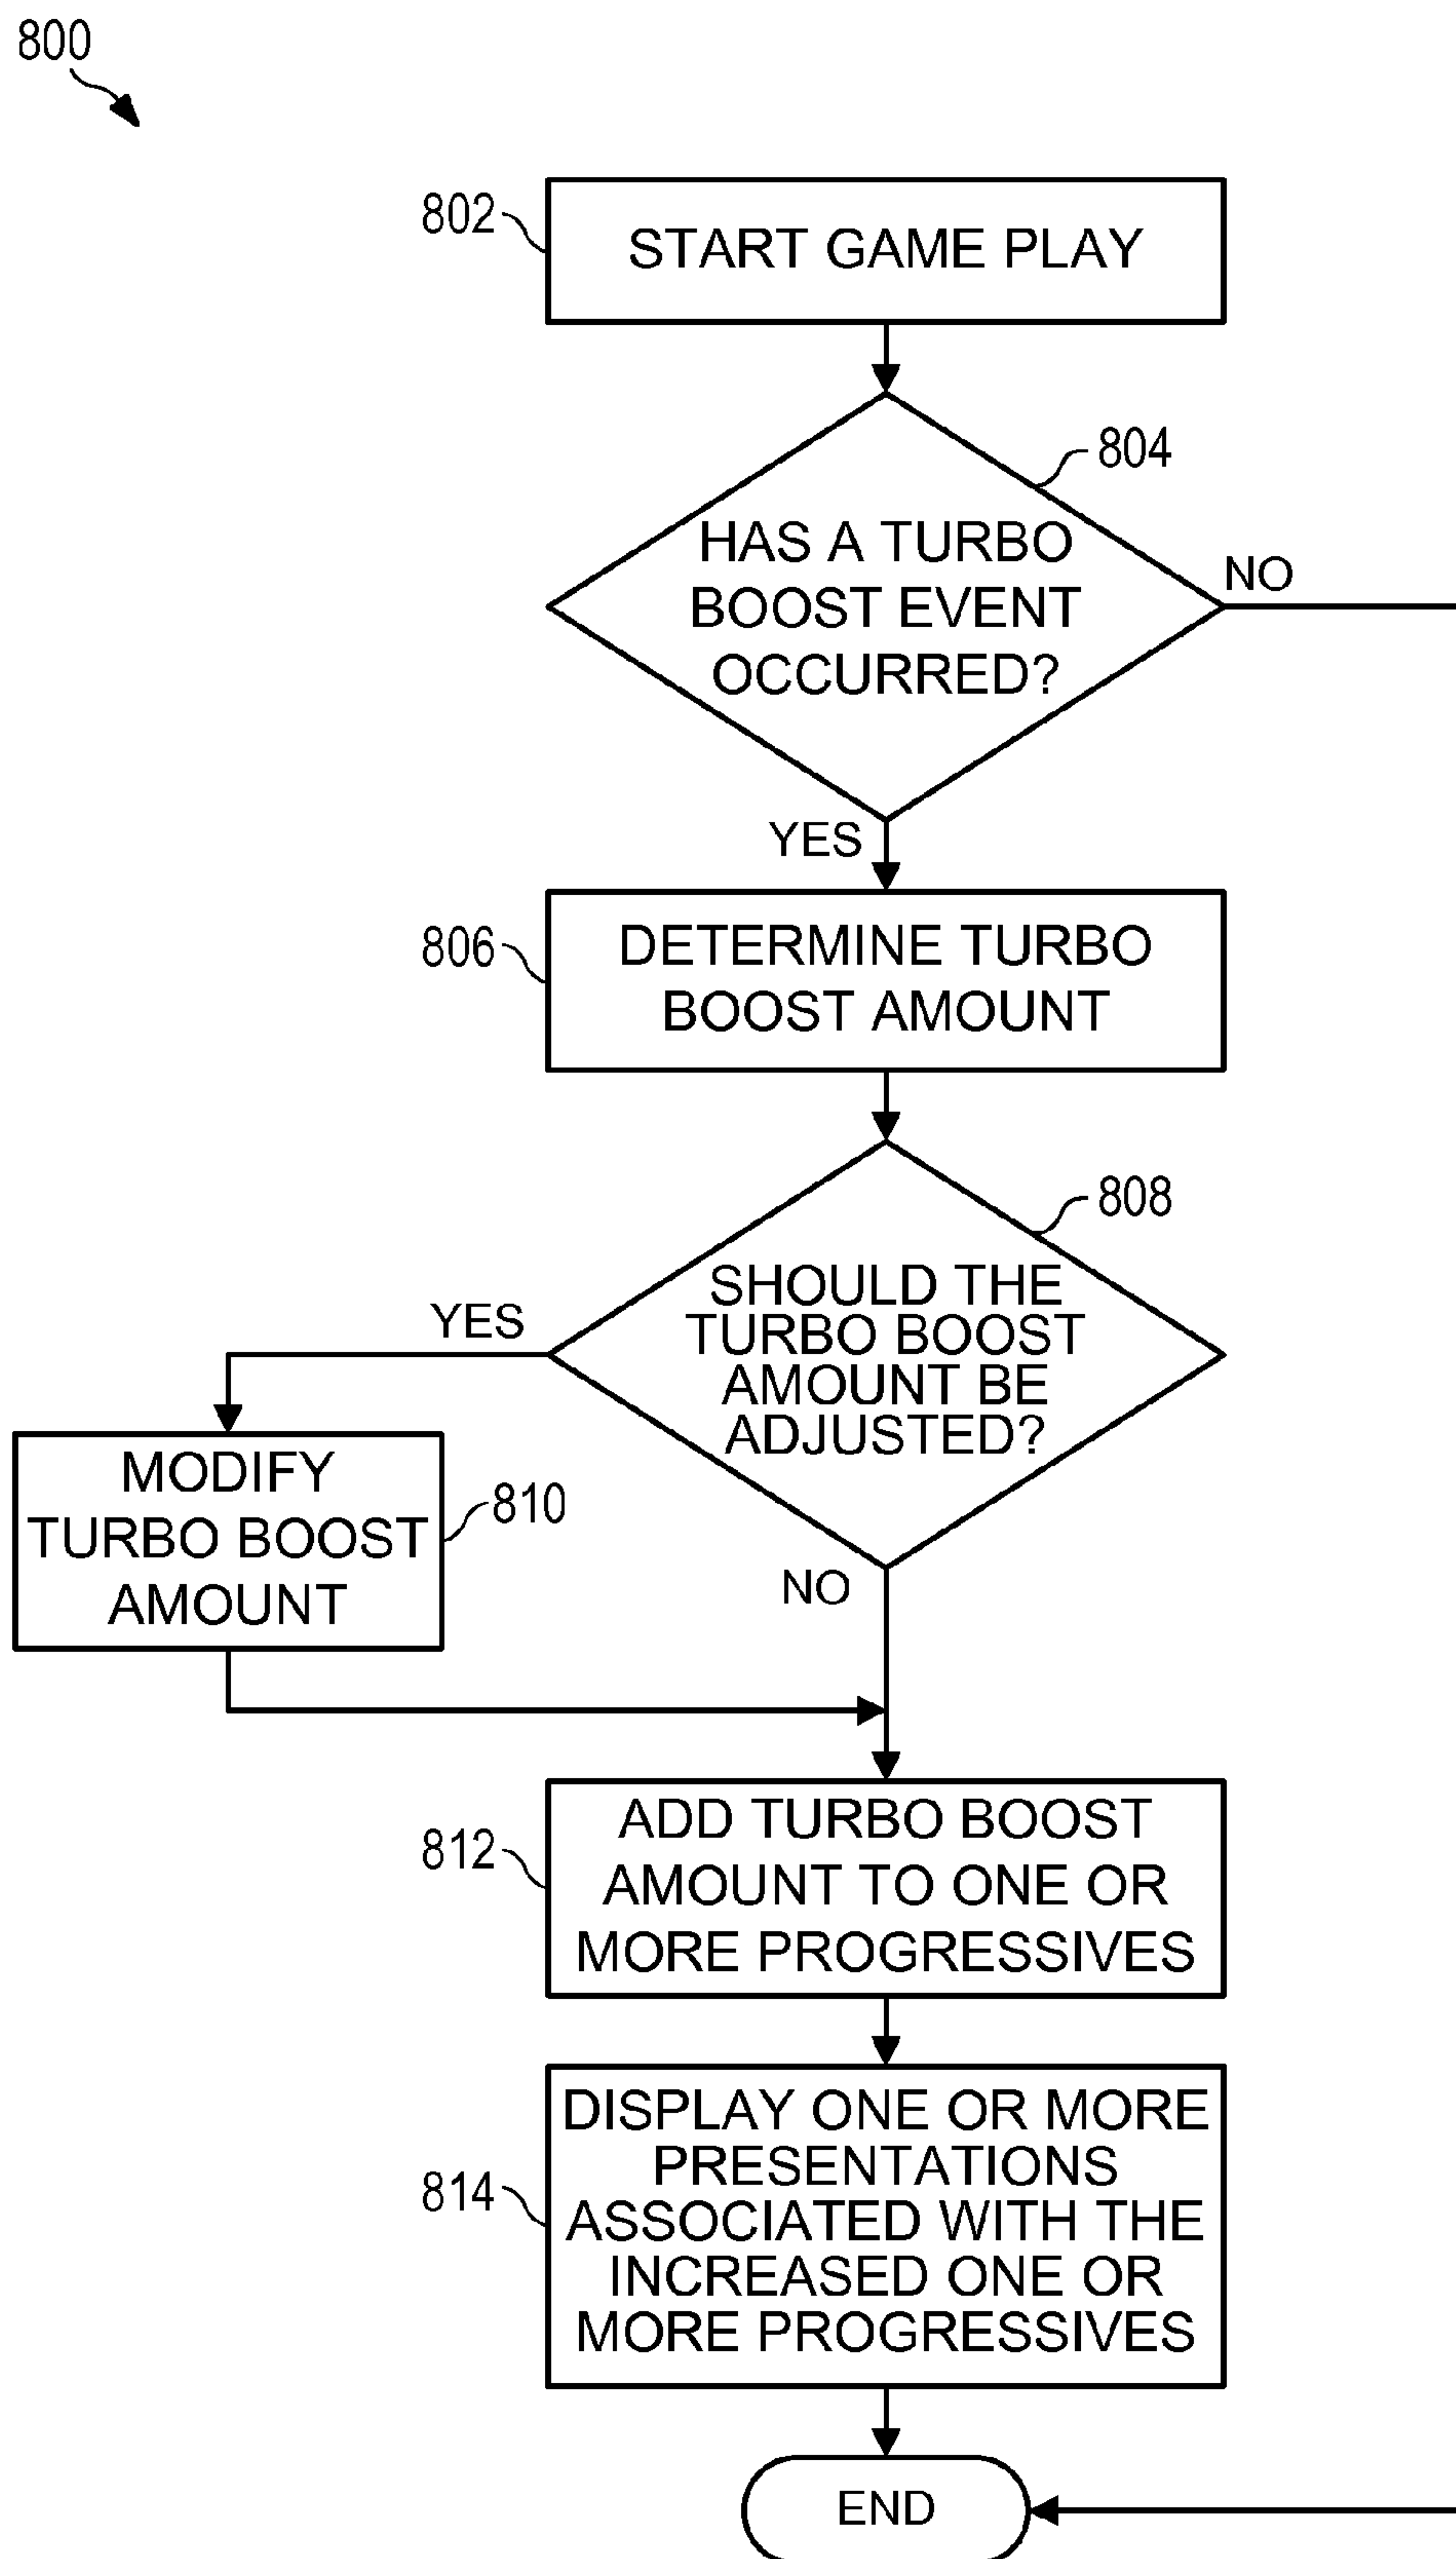 800
802
START GAME PLAY
804
HAS A TURBO
BOOST EVENT
OCCURRED?
NO
YES
806
DETERMINE TURBO
BOOST AMOUNT
808
SHOULD THE
TURBO BOOST
AMOUNT BE
ADJUSTED?
YES
MODIFY
TURBO BOOST
AMOUNT
810
NO
812
ADD TURBO BOOST
AMOUNT TO ONE OR
MORE PROGRESSIVES
814
DISPLAY ONE OR MORE
PRESENTATIONS
ASSOCIATED WITH THE
INCREASED ONE OR
MORE PROGRESSIVES
END